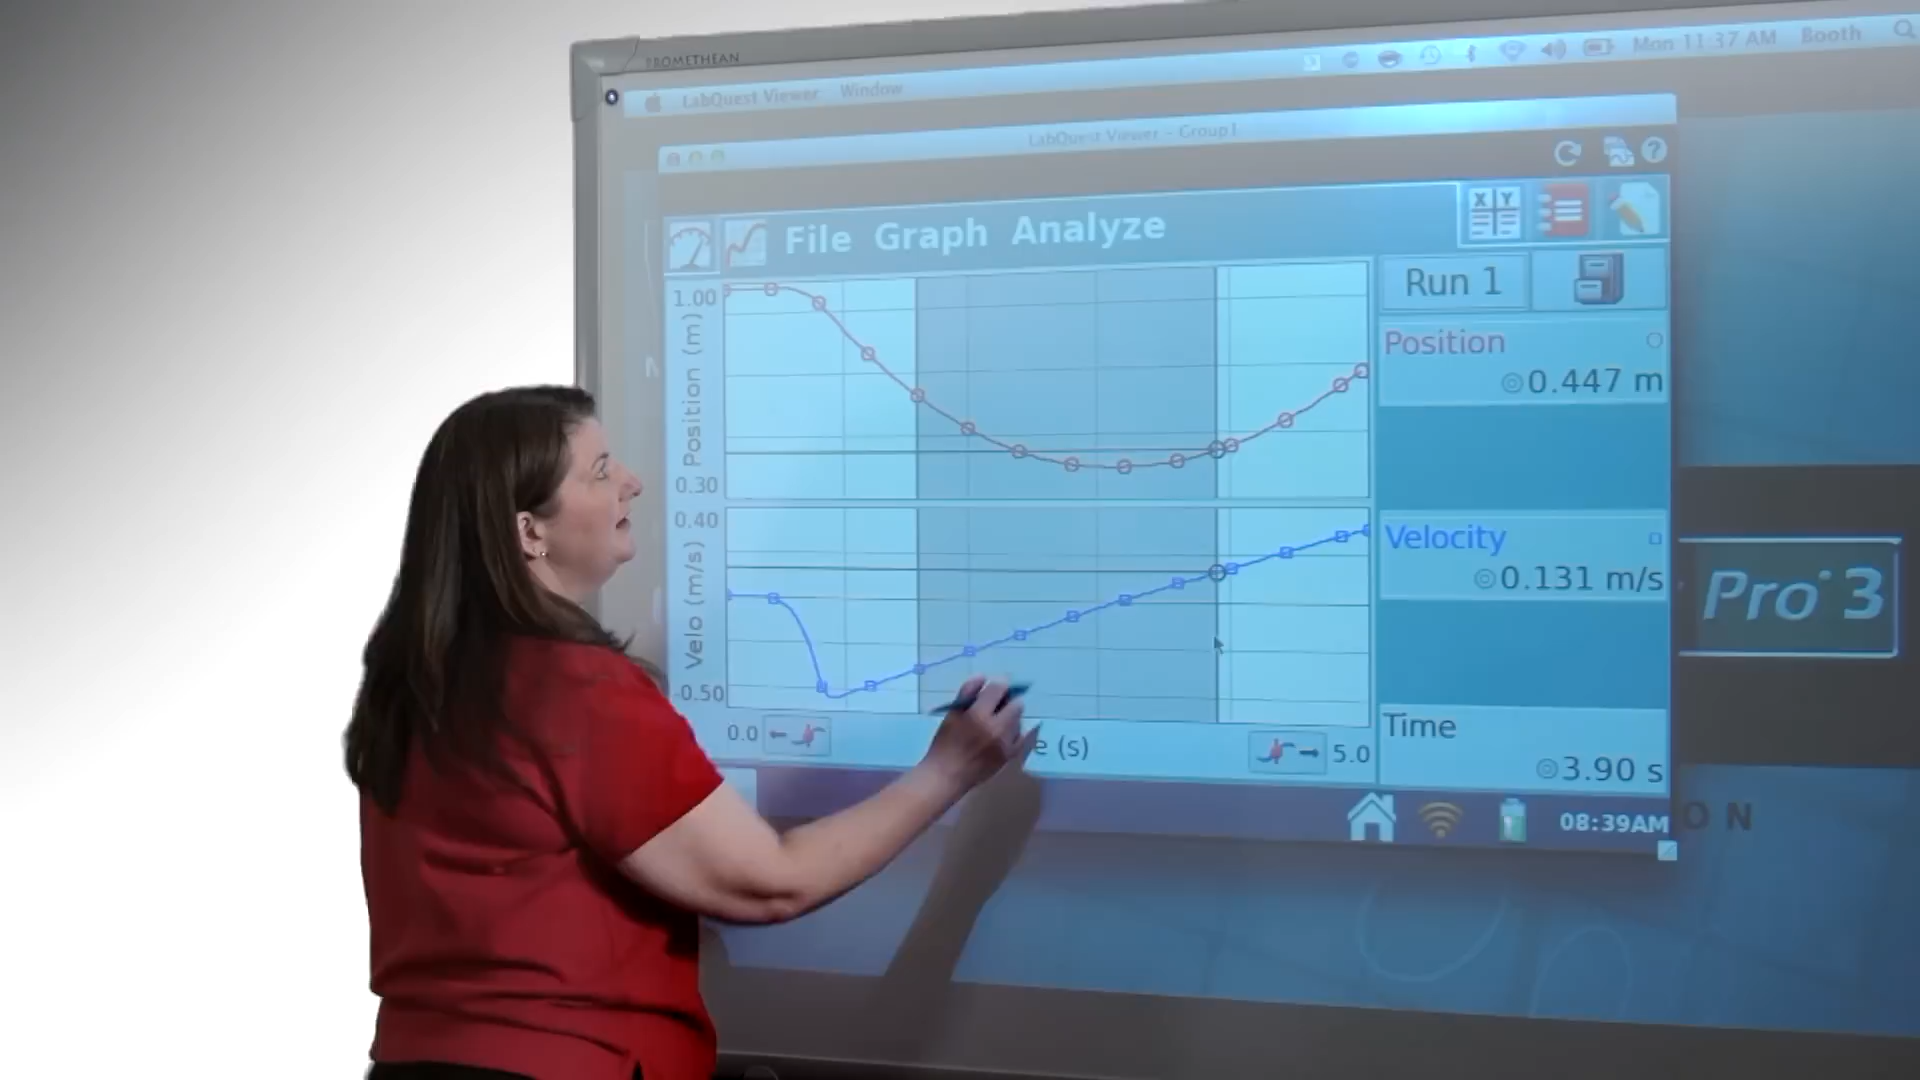 PROMETHEAN
Mon 11:37 AM Booth
LabQuest Viewer Window
LabQuest Viewer - Group1
File Graph Analyze
X Y
Run 1
1.00
Position (m)
0.30
Position
0.447 m
0.40
Velo (m/s)
-0.50
Velocity
0.131 m/s
Pro 3
0.0
e (s)
5.0
Time
3.90 s
08:39AM
O N